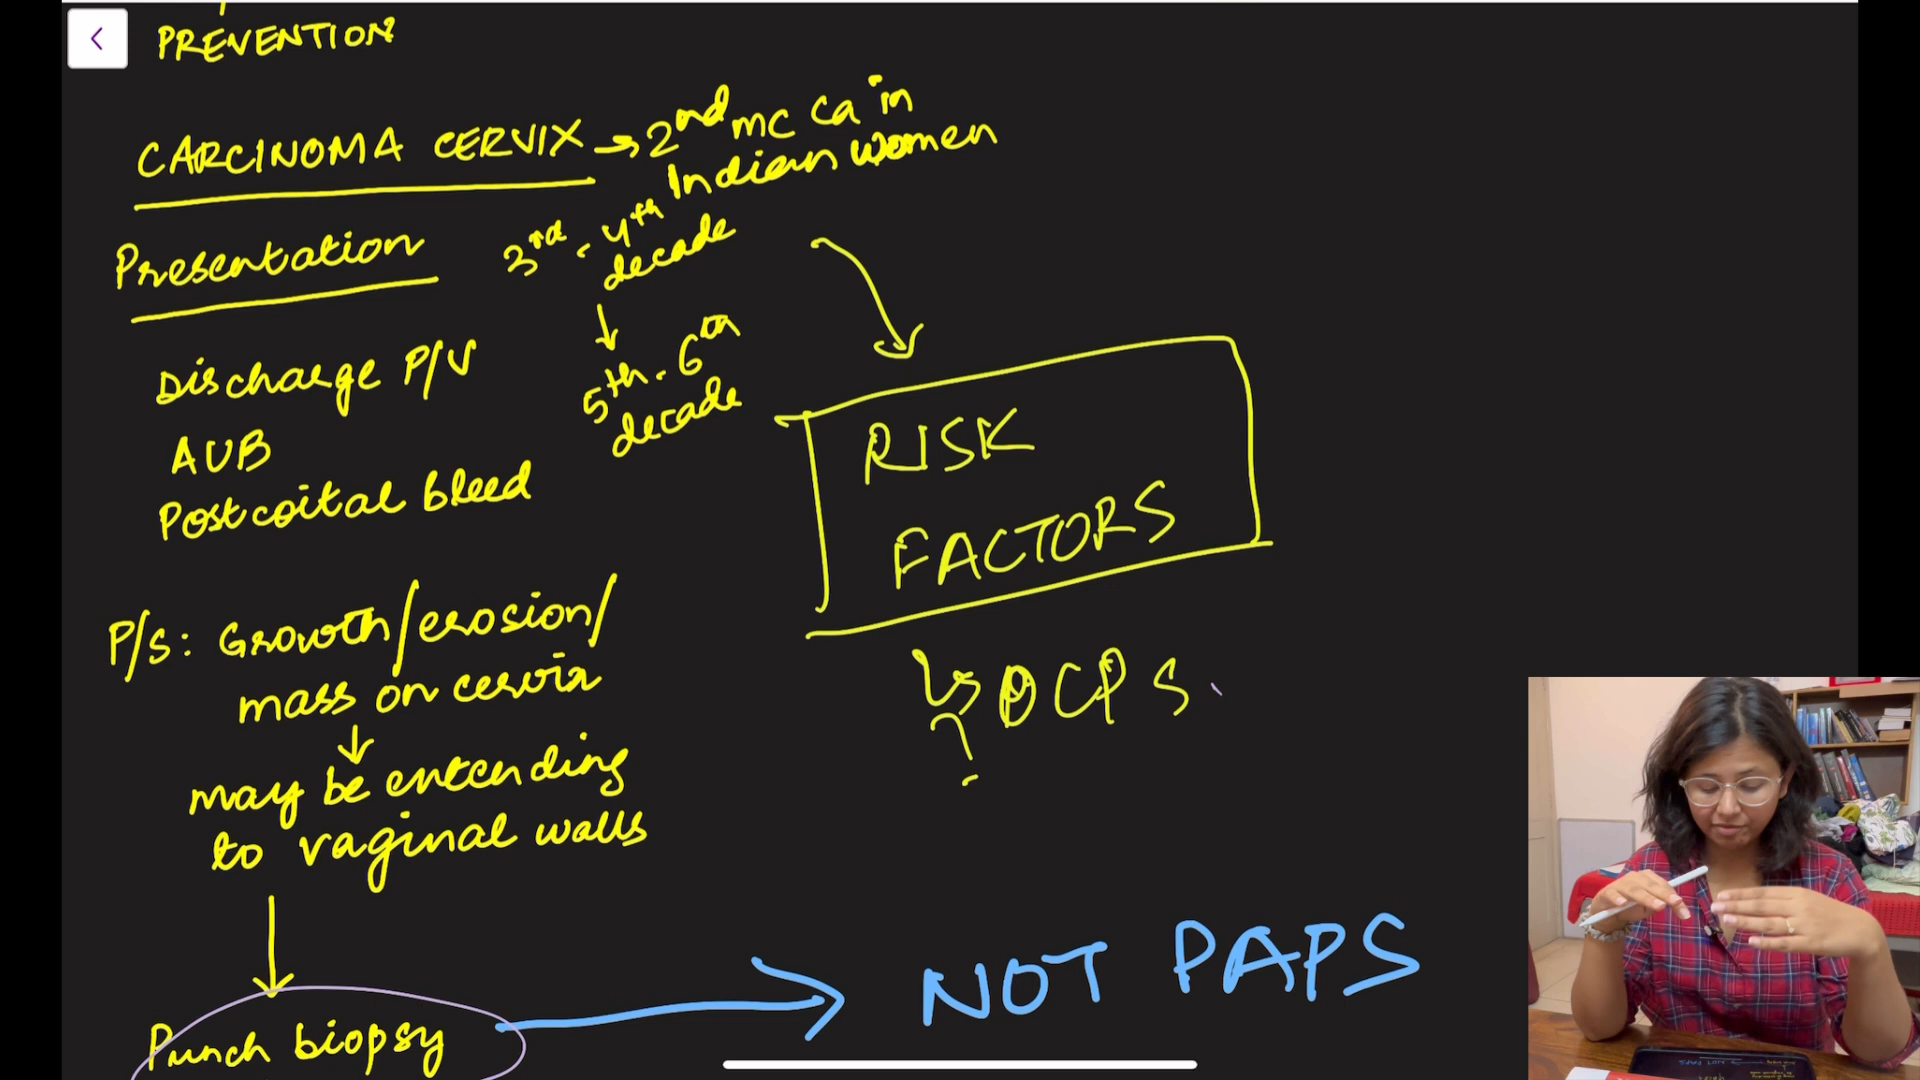 PREVENTION
CARCINOMA CERVIX → 2nd mc ca in
Indian women
Presentation
3rd - 4th
decade
↓
5th - 6th
decade
Discharge P/V
AUB
Postcoital bleed
RISK
FACTORS
P/S: Growth/erosion/
mass on cervix
↓
may be extending
to vaginal walls
↓
Punch biopsy → NOT PAPS
↳ OCPs
?